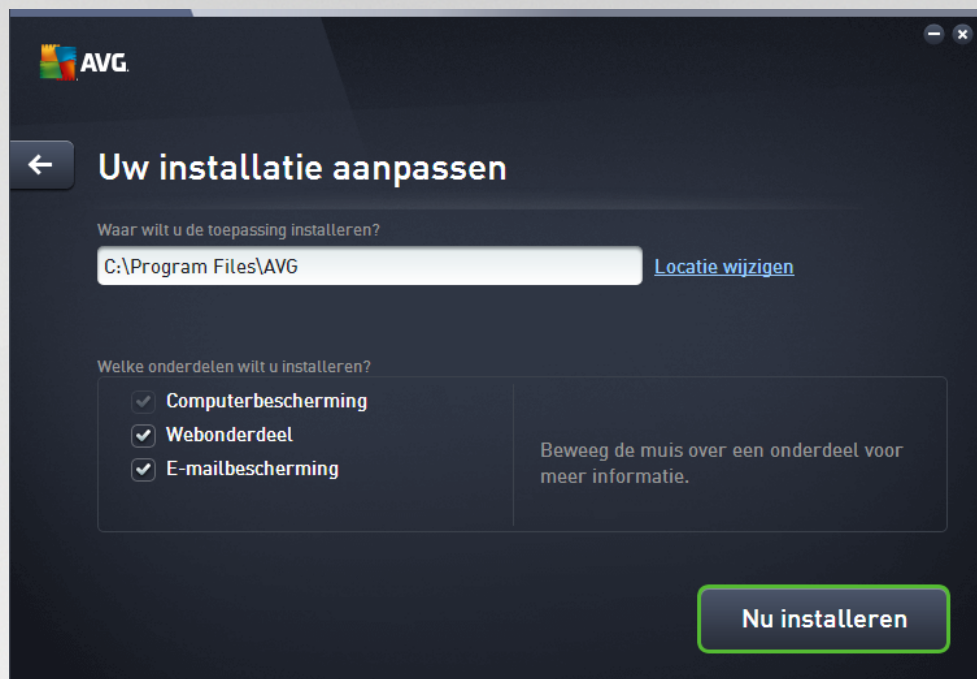 AVG.
Uw installatie aanpassen
Waar wilt u de toepassing installeren?
C:\Program Files\AVG
Locatie wijzigen
Welke onderdelen wilt u installeren?
Computerbescherming
Webonderdeel
E-mailbescherming
Beweeg de muis over een onderdeel voor
meer informatie.
Nu installeren